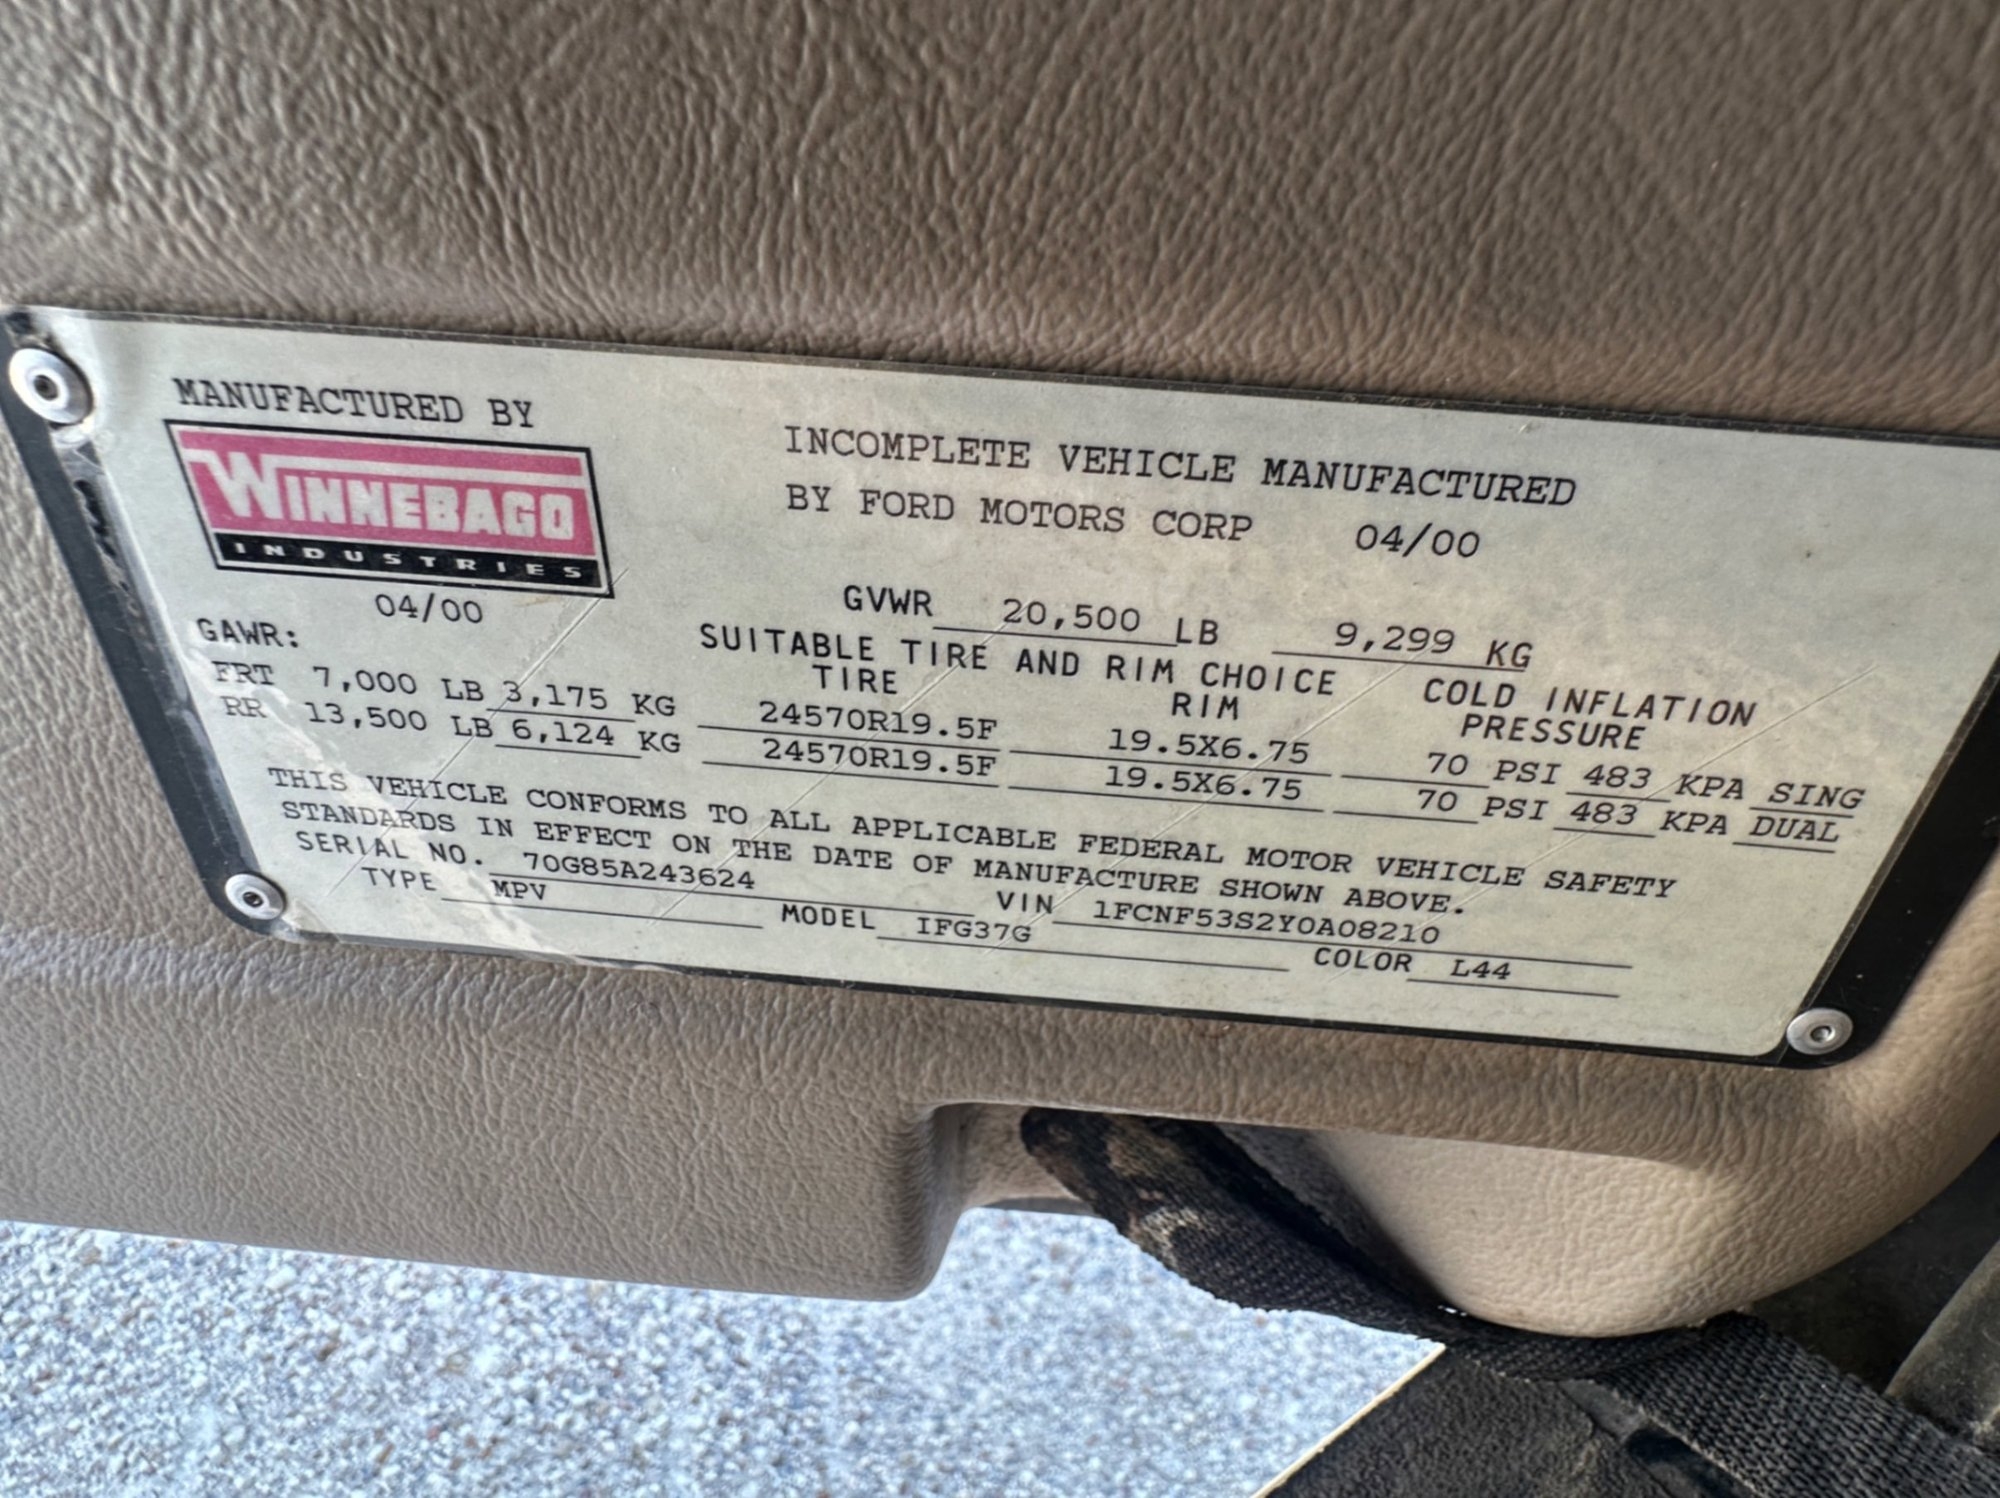 MANUFACTURED BY
WINNEBAGO
INDUSTRIES
04/00
INCOMPLETE VEHICLE MANUFACTURED
BY FORD MOTORS CORP 04/00
GVWR 20,500 LB 9,299 KG
GAWR:
SUITABLE TIRE AND RIM CHOICE
TIRE RIM COLD INFLATION
PRESSURE
FRT 7,000 LB 3,175 KG 24570R19.5F 19.5X6.75 70 PSI 483 KPA SING
RR 13,500 LB 6,124 KG 24570R19.5F 19.5X6.75 70 PSI 483 KPA DUAL
THIS VEHICLE CONFORMS TO ALL APPLICABLE FEDERAL MOTOR VEHICLE SAFETY
STANDARDS IN EFFECT ON THE DATE OF MANUFACTURE SHOWN ABOVE.
SERIAL NO. 70G85A243624 VIN 1FCNF53S2Y0A08210
TYPE MPV MODEL IFG37G COLOR L44